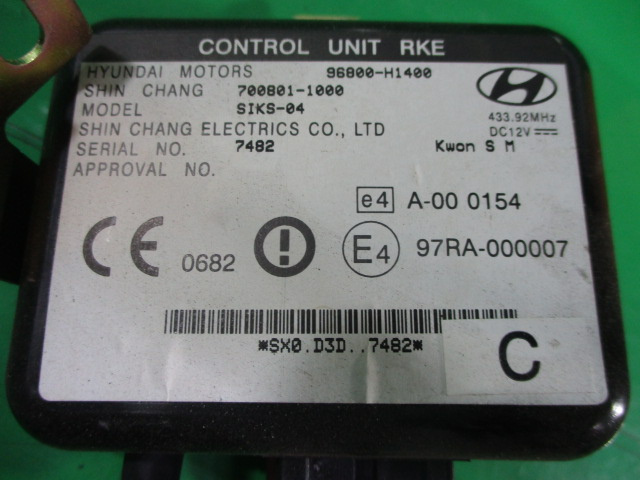 CONTROL UNIT RKE
HYUNDAI MOTORS 96800-H1400
SHIN CHANG 700801-1000
MODEL SIKS-04
433.92MHz
SHIN CHANG ELECTRICS CO., LTD DC12V
SERIAL NO. 7482 Kwon S M
APPROVAL NO.
e4 A-00 0154
CE 0682 E4 97RA-000007
*SX0.D3D..7482*
C